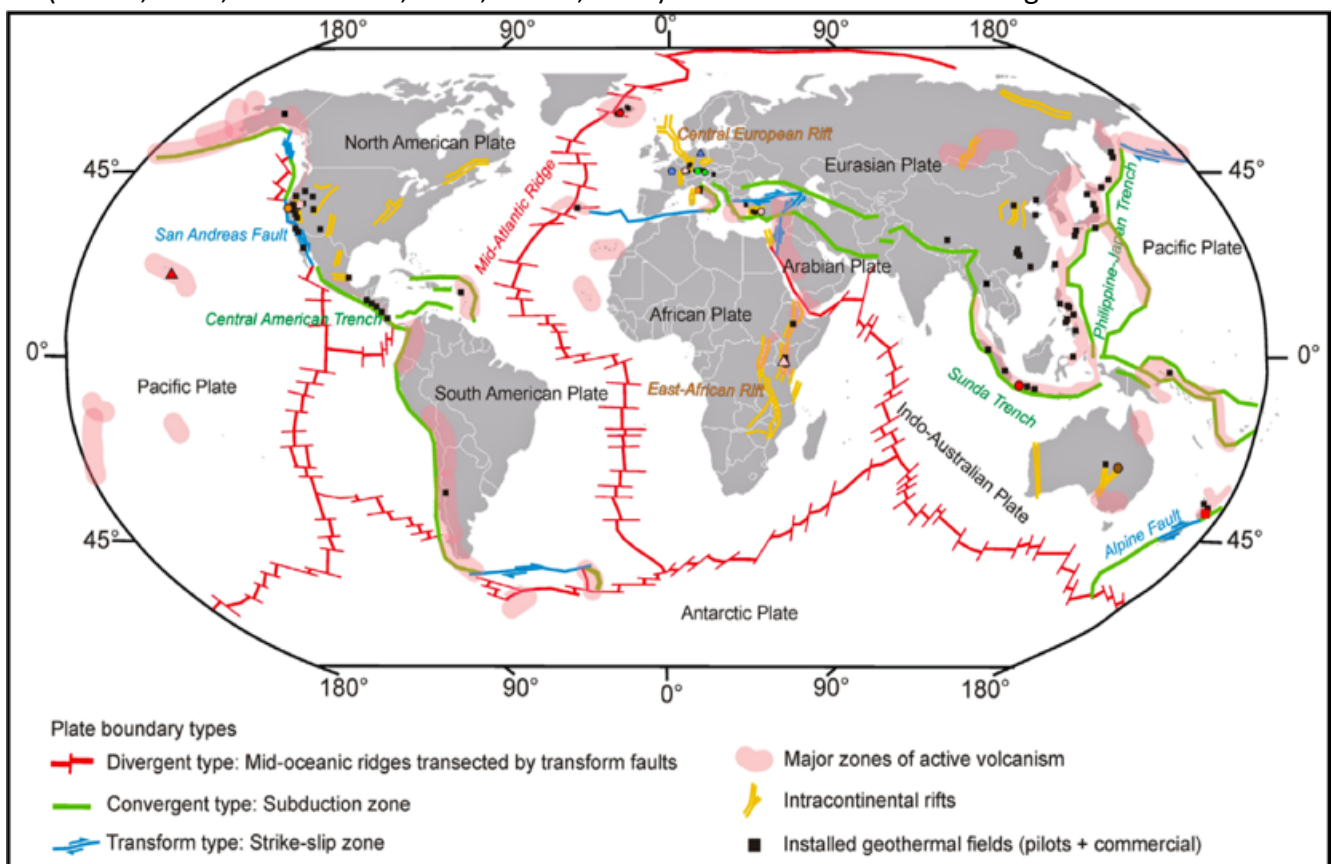 180°
90°
0°
90°
180°
North American Plate
Central European Rift
Eurasian Plate
45°
45°
Mid-Atlantic Ridge
San Andreas Fault
Philippine-Japan Trench
Pacific Plate
Arabian Plate
Central American Trench
African Plate
0°
0°
Pacific Plate
South American Plate
East-African Rift
Sunda Trench
Indo-Australian Plate
45°
Alpine Fault
45°
Antarctic Plate
180°
90°
0°
90°
180°
Plate boundary types
Divergent type: Mid-oceanic ridges transected by transform faults
Convergent type: Subduction zone
Transform type: Strike-slip zone
Major zones of active volcanism
Intracontinental rifts
Installed geothermal fields (pilots + commercial)